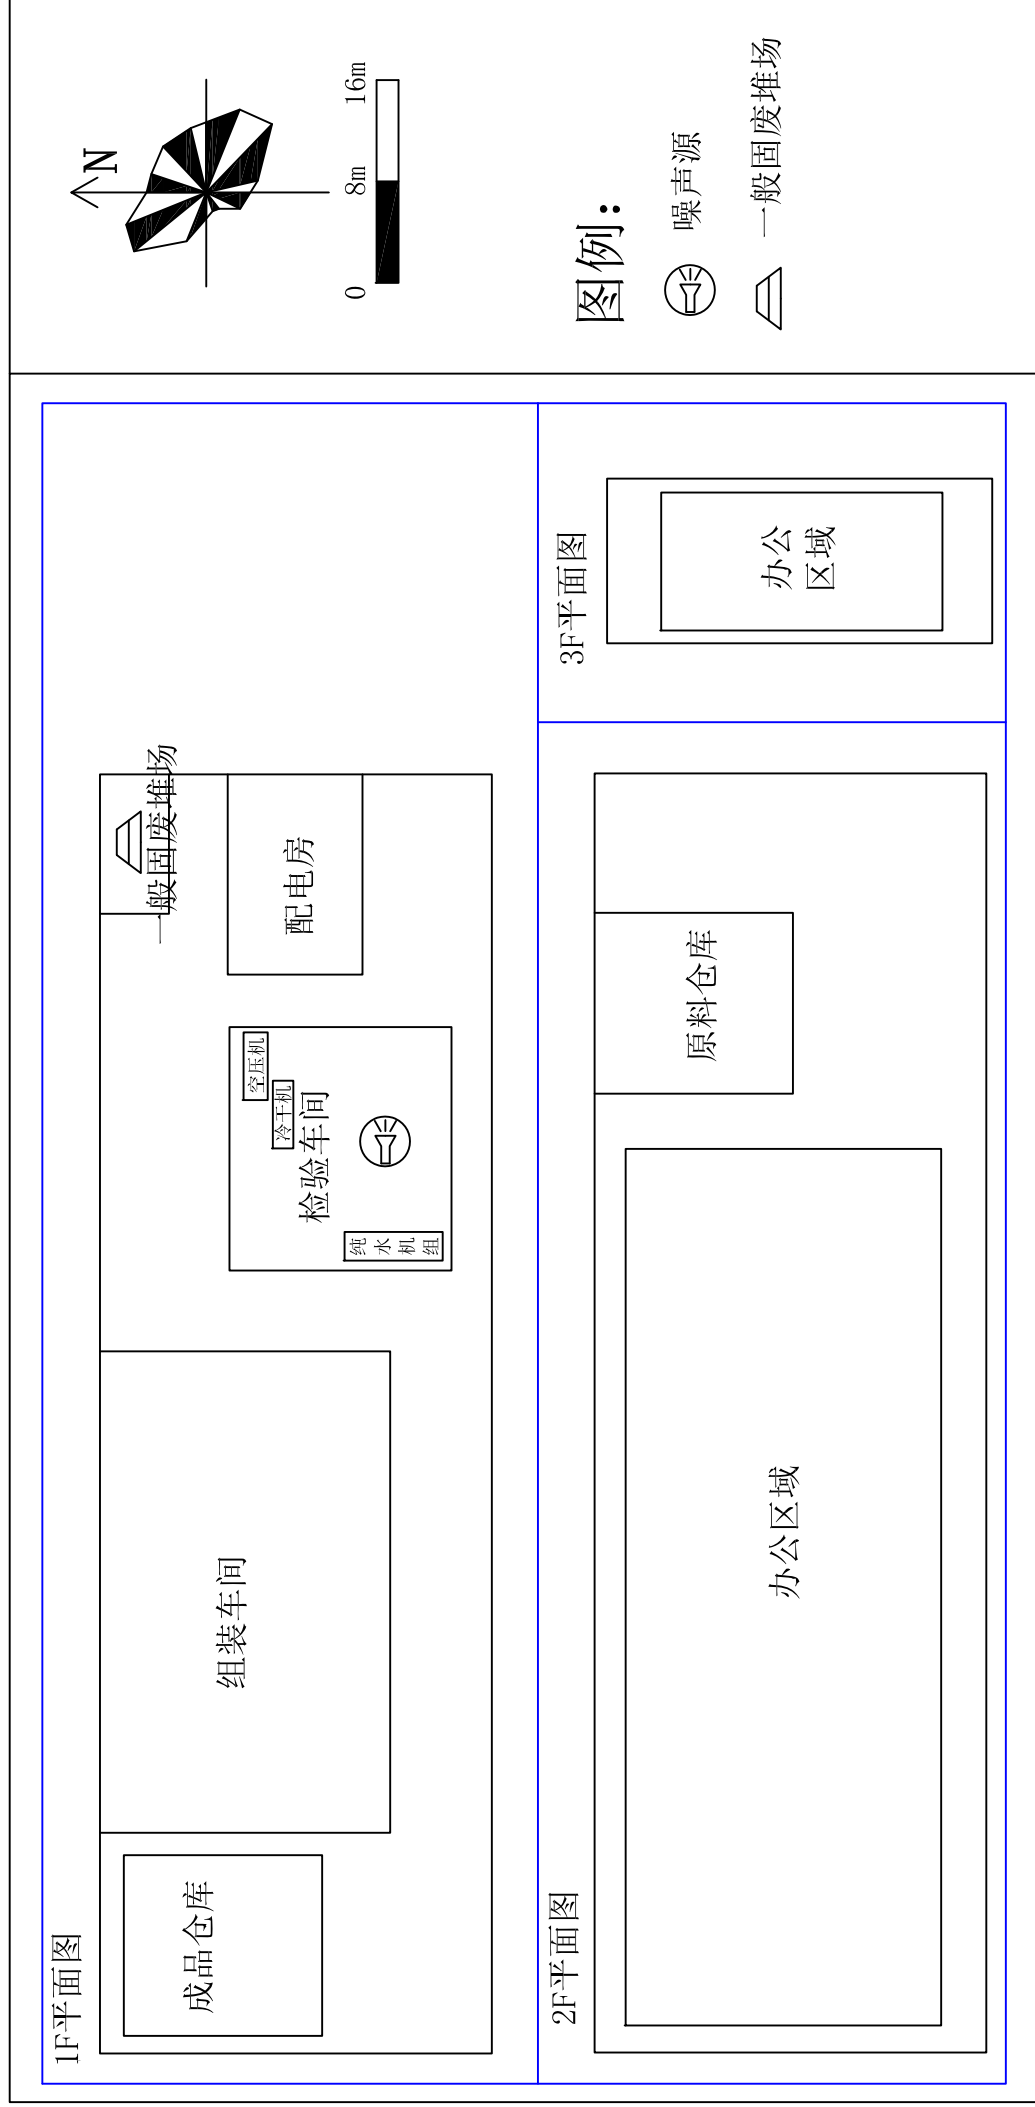 1F平面图
成品仓库
组装车间
检验车间
纯水机组
冷干机
空压机
配电房
一般固废堆场
2F平面图
办公区域
原料仓库
3F平面图
办公
区域
N
0 8m 16m
图例:
噪声源
一般固废堆场